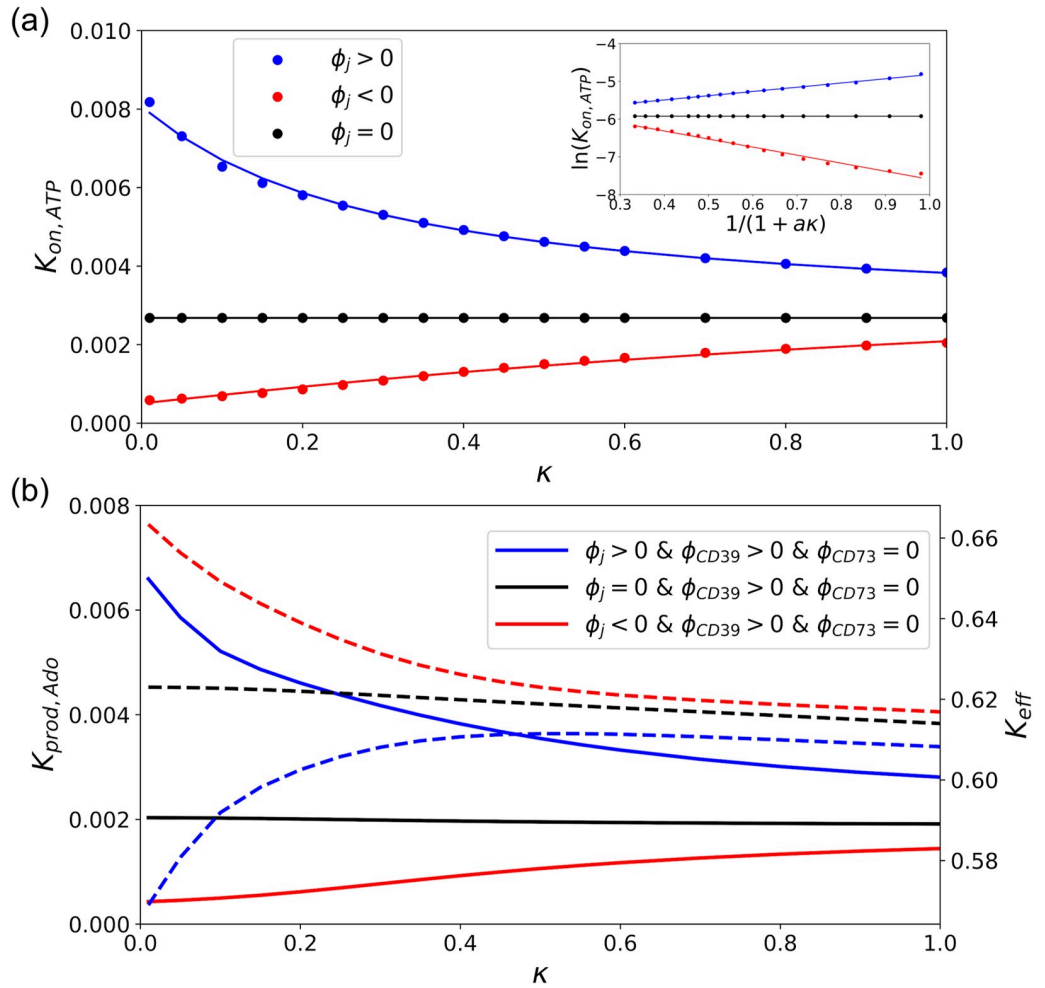 (a)
0.010
0.008
0.006
0.004
0.002
0.000
K_{on, ATP}
ϕ_j > 0
ϕ_j < 0
ϕ_j = 0
−4
−5
−6
−7
−8
ln(K_{on, ATP})
0.3 0.4 0.5 0.6 0.7 0.8 0.9 1.0
1/(1 + aκ)
0.0 0.2 0.4 0.6 0.8 1.0
κ
(b)
0.008
0.006
0.004
0.002
0.000
K_{prod, Ado}
ϕ_j > 0 & ϕ_{CD39} > 0 & ϕ_{CD73} = 0
ϕ_j = 0 & ϕ_{CD39} > 0 & ϕ_{CD73} = 0
ϕ_j < 0 & ϕ_{CD39} > 0 & ϕ_{CD73} = 0
0.66
0.64
0.62
0.60
0.58
K_{eff}
0.0 0.2 0.4 0.6 0.8 1.0
κ